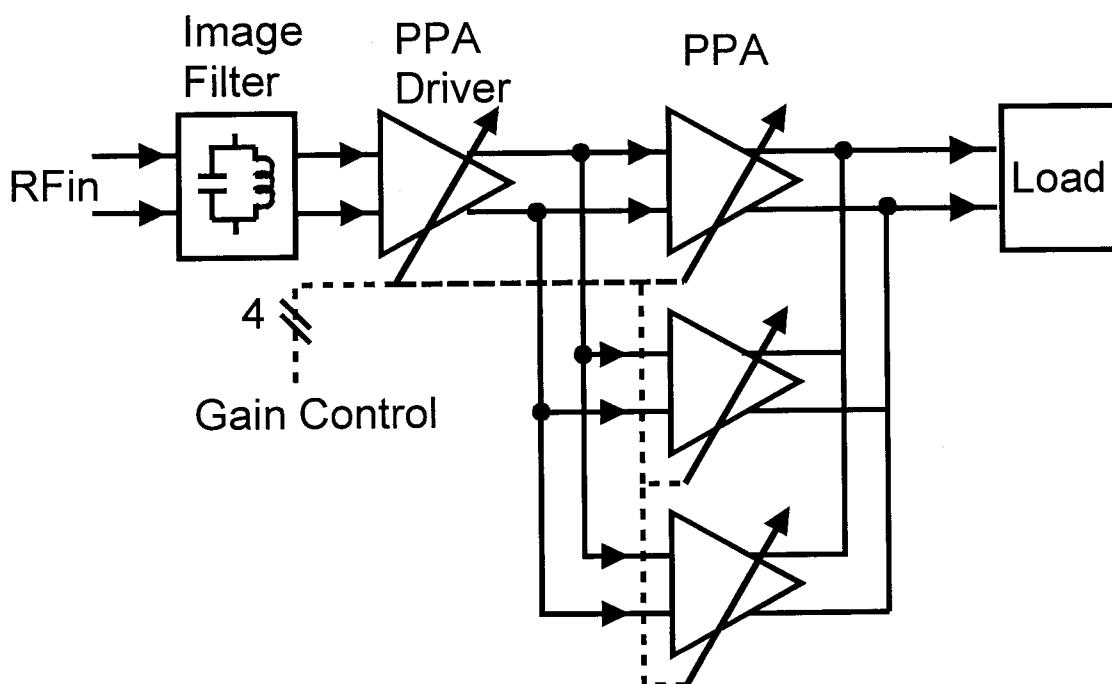 Image
Filter
PPA
Driver
PPA
RFin
Load
4
Gain Control